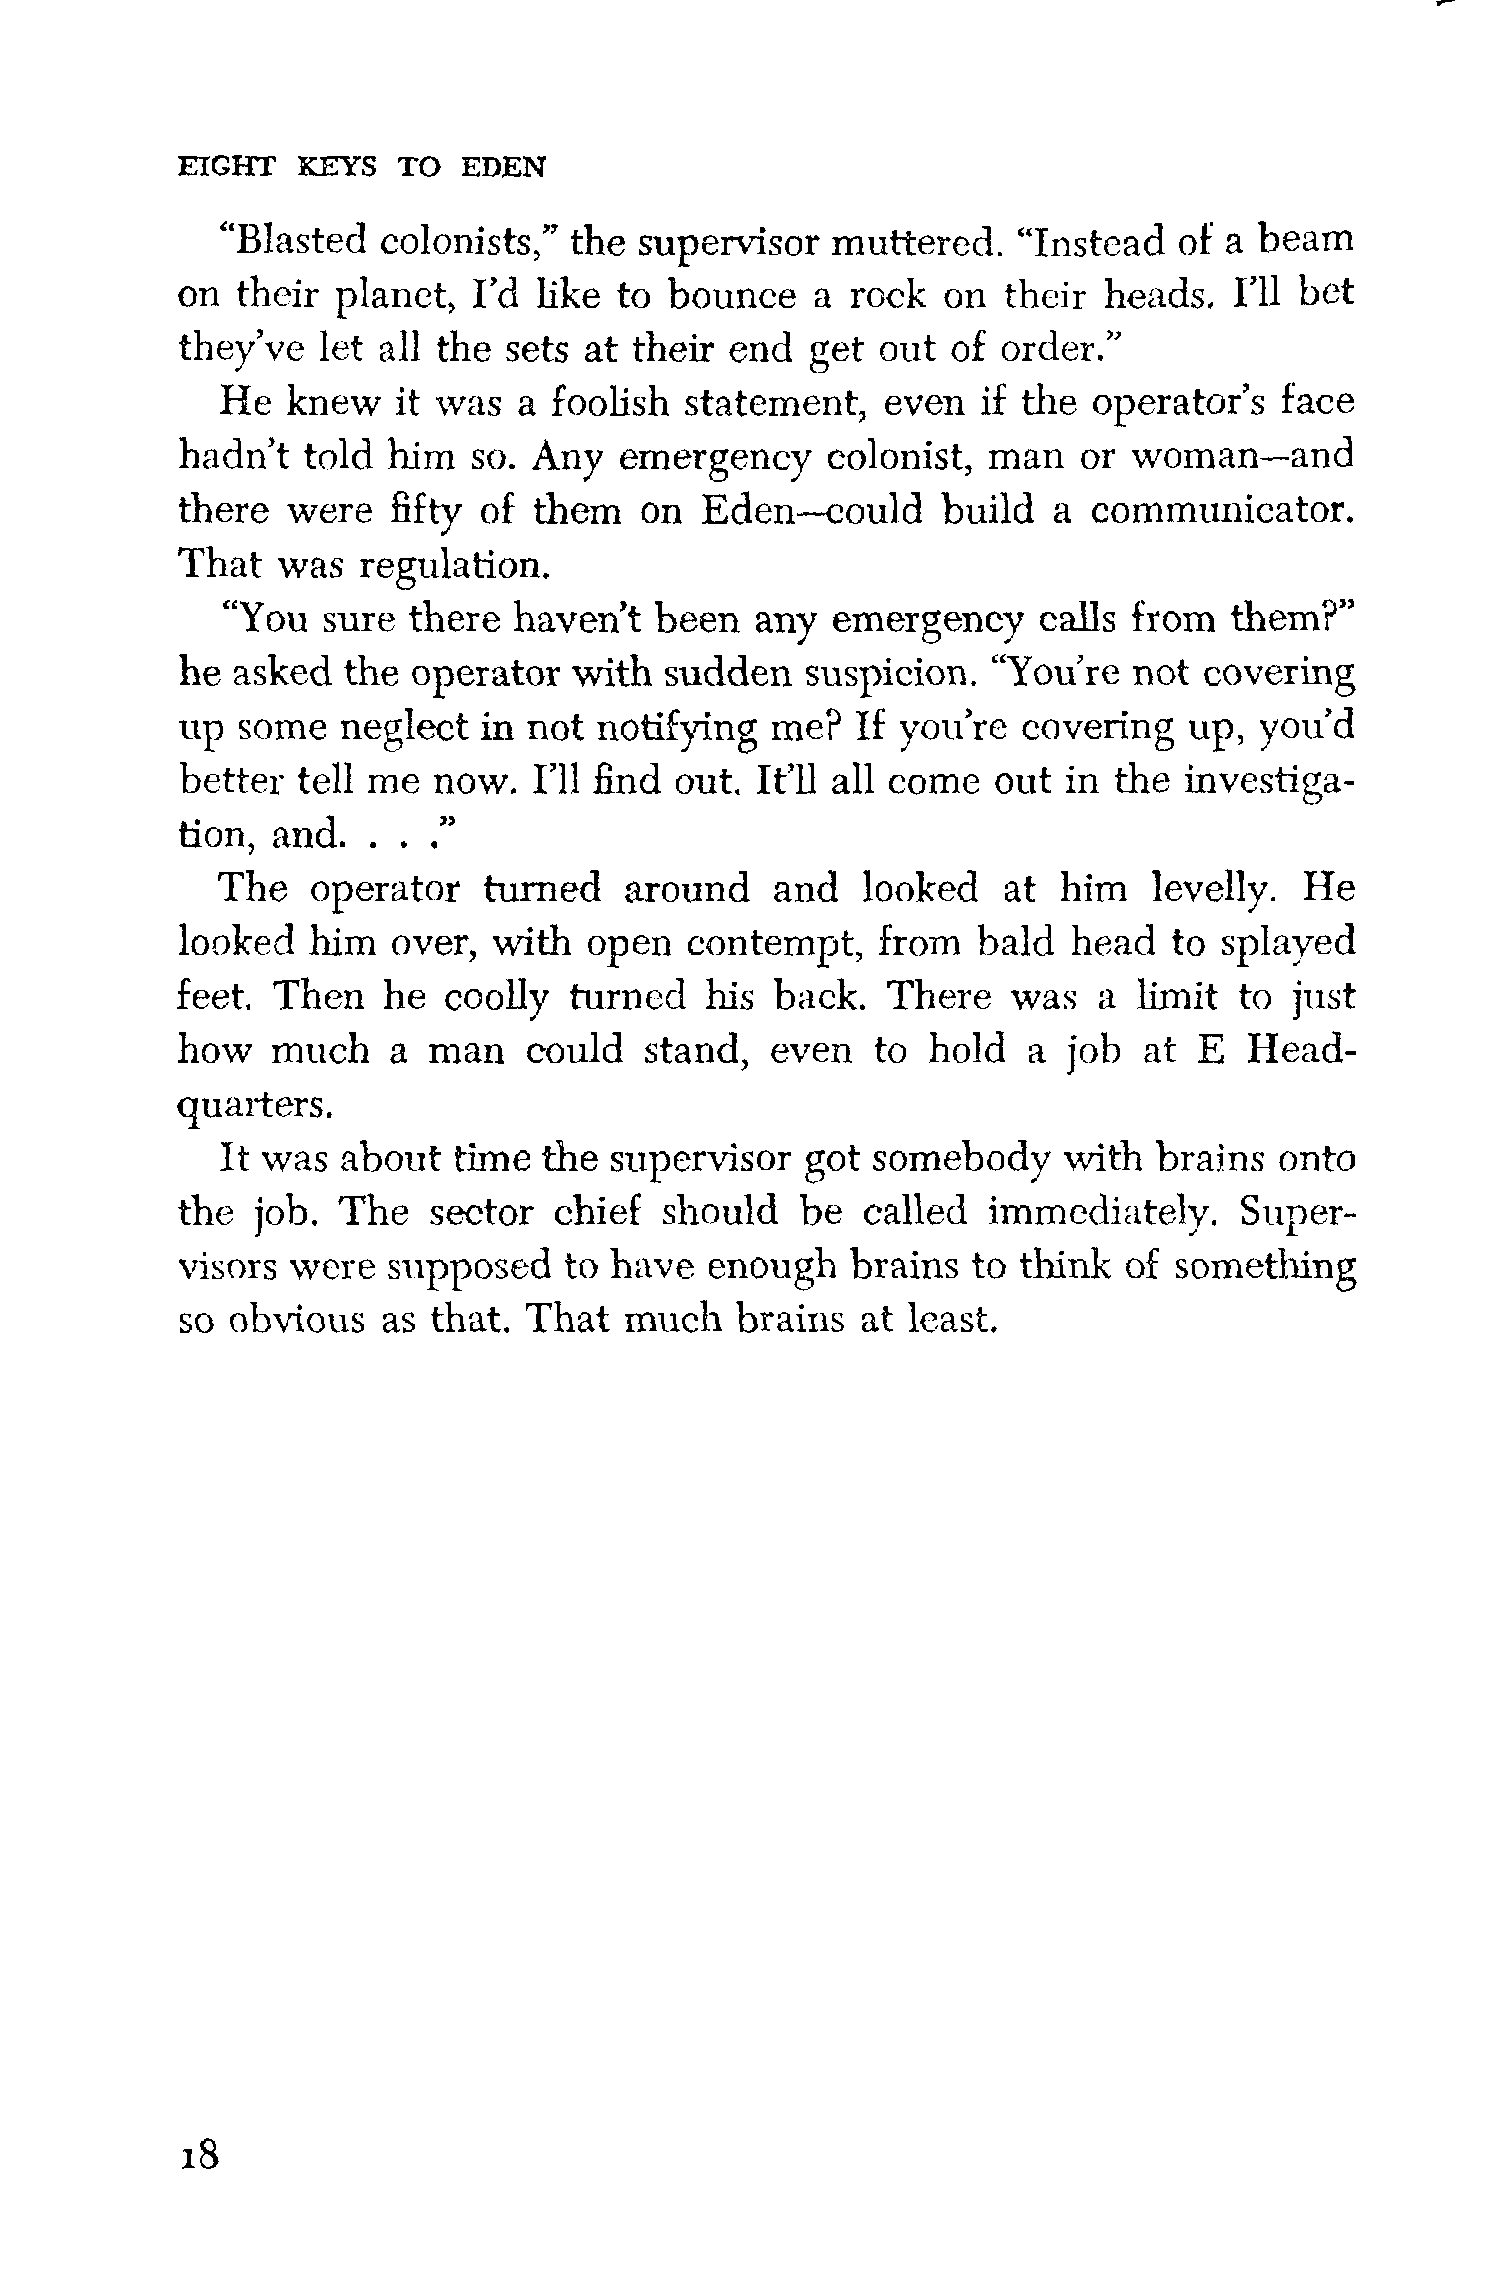 EIGHT KEYS TO EDEN
“Blasted colonists,” the supervisor muttered. “Instead of a beam
on their planet, I’d like to bounce a rock on their heads. I’ll bet
they’ve let all the sets at their end get out of order.”
He knew it was a foolish statement, even if the operator’s face
hadn’t told him so. Any emergency colonist, man or woman—and
there were fifty of them on Eden—could build a communicator.
That was regulation.
“You sure there haven’t been any emergency calls from them?”
he asked the operator with sudden suspicion. “You’re not covering
up some neglect in not notifying me? If you’re covering up, you’d
better tell me now. I’ll find out. It’ll all come out in the investiga-
tion, and. . . .”
The operator turned around and looked at him levelly. He
looked him over, with open contempt, from bald head to splayed
feet. Then he coolly turned his back. There was a limit to just
how much a man could stand, even to hold a job at E Head-
quarters.
It was about time the supervisor got somebody with brains onto
the job. The sector chief should be called immediately. Super-
visors were supposed to have enough brains to think of something
so obvious as that. That much brains at least.
18